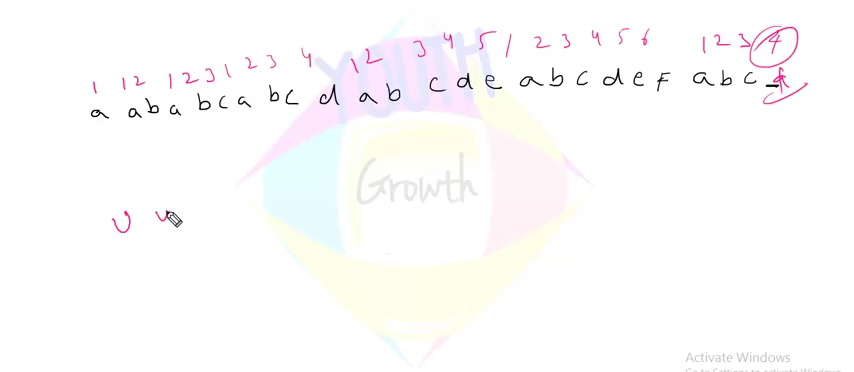 YOUTH
1 1 2 1 2 3 1 2 3 4 1 2 3 4 5 1 2 3 4 5 6 1 2 3 4
a a b a b c a b c d a b c d e a b c d e F a b c _
Growth
U
Activate Windows